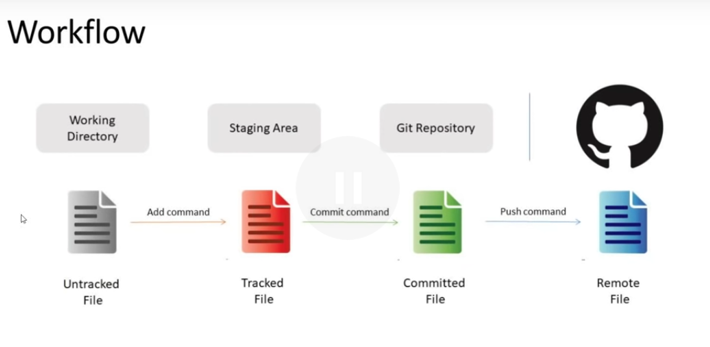 Workflow
Working
Directory
Staging Area
Git Repository
Add command
Commit command
Push command
Untracked
File
Tracked
File
Committed
File
Remote
File